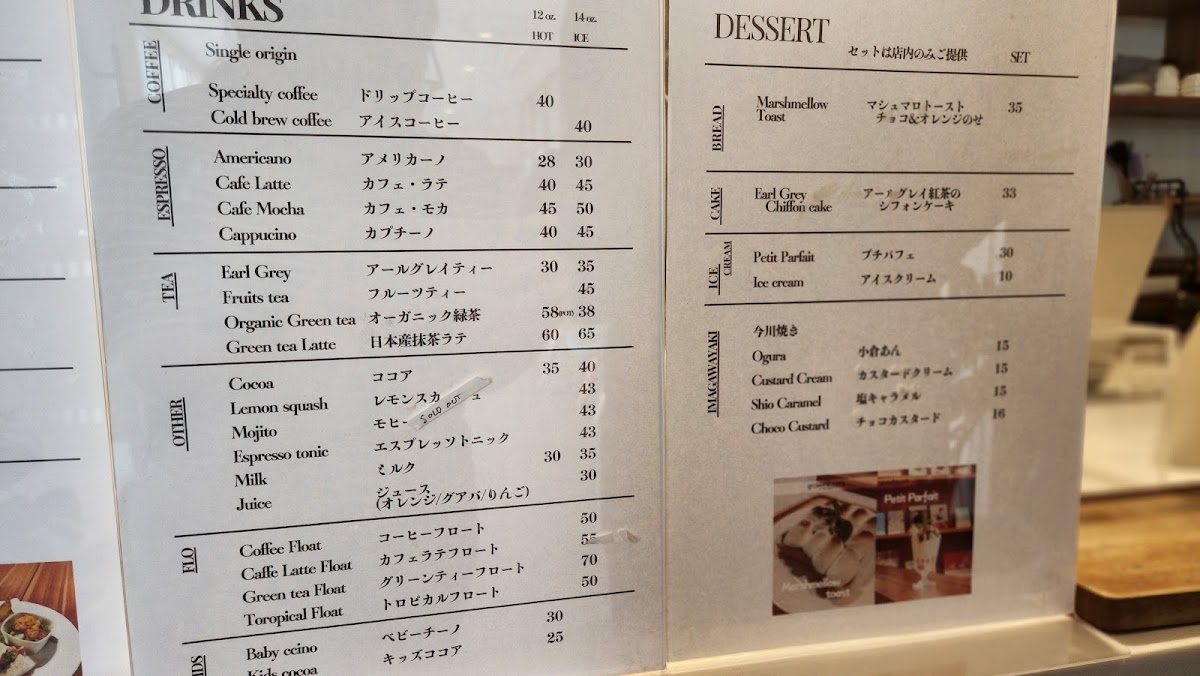 DRINKS
12 oz. 14 oz.
HOT ICE
COFFEE
Single origin
Specialty coffee ドリップコーヒー 40
Cold brew coffee アイスコーヒー 40
ESPRESSO
Americano アメリカーノ 28 30
Cafe Latte カフェ・ラテ 40 45
Cafe Mocha カフェ・モカ 45 50
Cappucino カプチーノ 40 45
TEA
Earl Grey アールグレイティー 30 35
Fruits tea フルーツティー 45
Organic Green tea オーガニック緑茶 58(POT) 38
Green tea Latte 日本産抹茶ラテ 60 65
OTHER
Cocoa ココア 35 40
Lemon squash レモンスカ ュ 43
Mojito モヒー 43
SOLD OUT
Espresso tonic エスプレッソトニック 43
Milk ミルク 30 35
Juice ジュース 30
(オレンジ/グアバ/りんご)
FLO
Coffee Float コーヒーフロート 50
Caffe Latte Float カフェラテフロート 55
Green tea Float グリーンティーフロート 70
Toropical Float トロピカルフロート 50
IDS
Baby ccino ベビーチーノ 30
Kids cocoa キッズココア 25
DESSERT
セットは店内のみご提供 SET
BREAD
Marshmellow マシュマロトースト 35
Toast チョコ&オレンジのせ
CAKE
Earl Grey アールグレイ紅茶の 33
Chiffon cake シフォンケーキ
ICE CREAM
Petit Parfait プチパフェ 30
Ice cream アイスクリーム 10
IMAGAWAYAKI
今川焼き
Ogura 小倉あん 15
Custard Cream カスタードクリーム 15
Shio Caramel 塩キャラメル 15
Choco Custard チョコカスタード 16
Petit Parfait
Marshmellow
toast